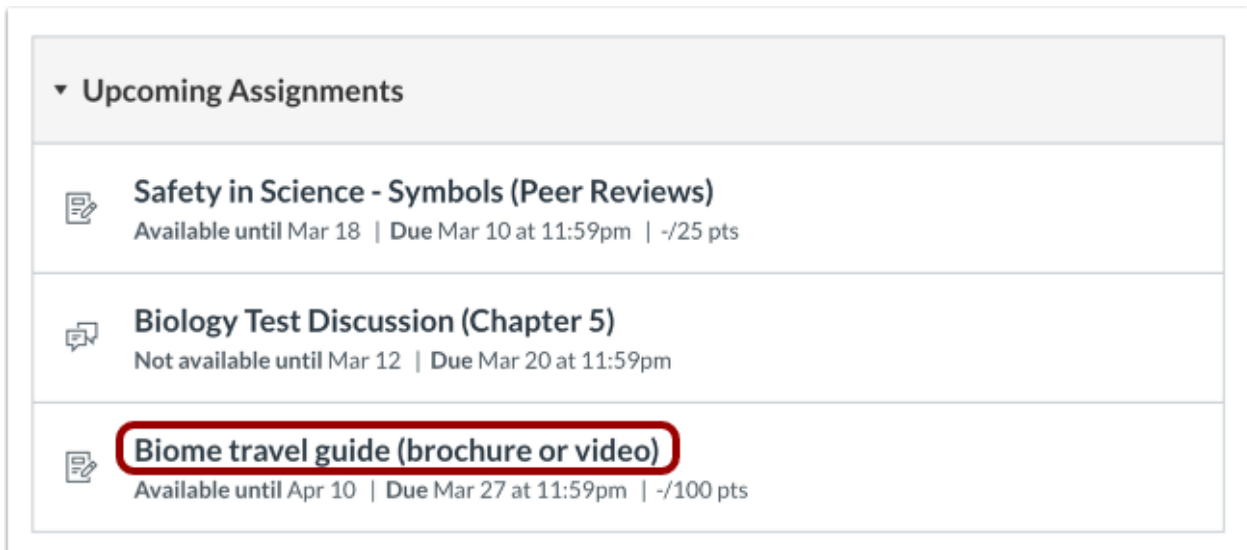 Upcoming Assignments
Safety in Science - Symbols (Peer Reviews)
Available until Mar 18 | Due Mar 10 at 11:59pm | -/25 pts
Biology Test Discussion (Chapter 5)
Not available until Mar 12 | Due Mar 20 at 11:59pm
Biome travel guide (brochure or video)
Available until Apr 10 | Due Mar 27 at 11:59pm | -/100 pts